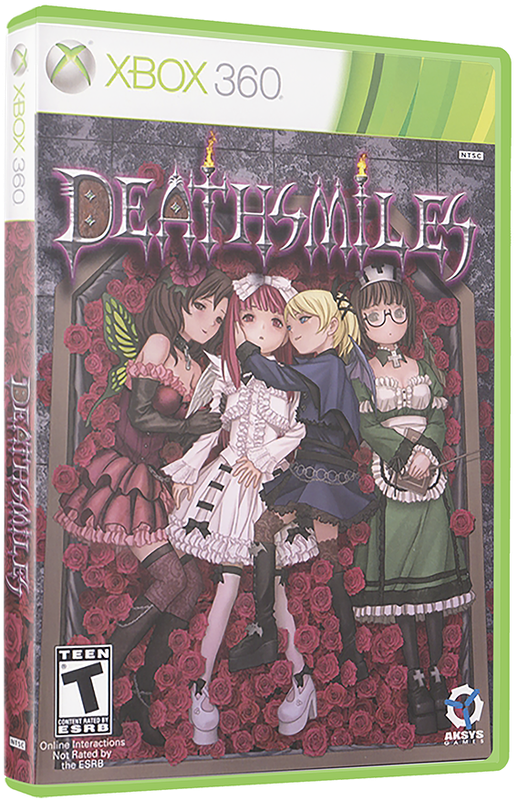 XBOX 360
XBOX 360
NTSC
DEATHSMILES
DEATHSMILES
TEEN
T
CONTENT RATED BY
ESRB
Online Interactions
Not Rated by
the ESRB
NTSC
AKSYS
GAMES